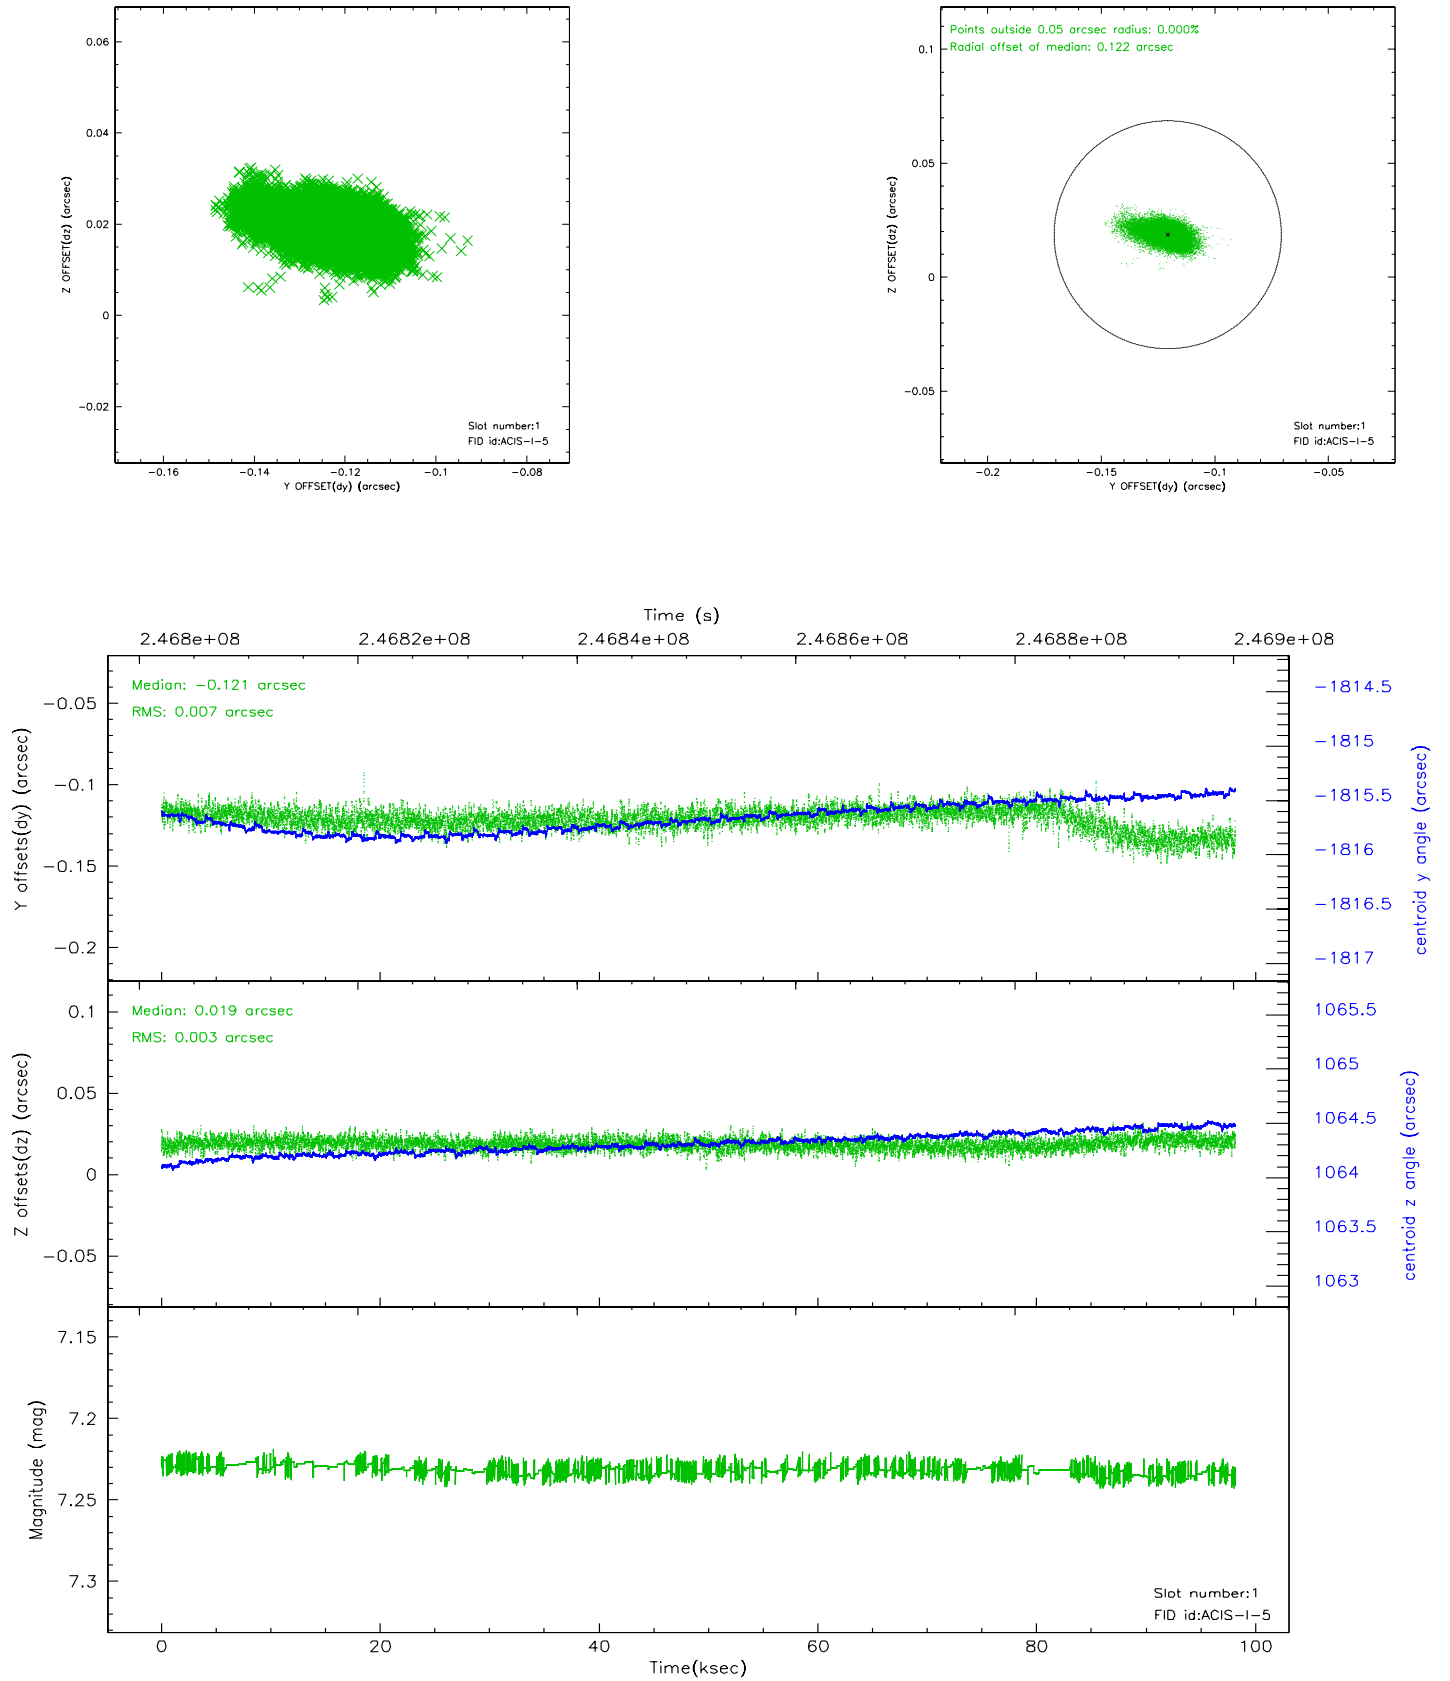 0.06
0.04
0.02
0
−0.02
Z OFFSET(dz) (arcsec)
Slot number:1
FID id:ACIS−I−5
−0.16
−0.14
−0.12
−0.1
−0.08
Y OFFSET(dy) (arcsec)
Points outside 0.05 arcsec radius: 0.000%
Radial offset of median: 0.122 arcsec
0.1
0.05
0
−0.05
Z OFFSET(dz) (arcsec)
Slot number:1
FID id:ACIS−I−5
−0.2
−0.15
−0.1
−0.05
Y OFFSET(dy) (arcsec)
Time (s)
2.468e+08
2.4682e+08
2.4684e+08
2.4686e+08
2.4688e+08
2.469e+08
Median: −0.121 arcsec
RMS: 0.007 arcsec
−0.05
−0.1
−0.15
−0.2
Y offsets(dy) (arcsec)
−1814.5
−1815
−1815.5
−1816
−1816.5
−1817
centroid y angle (arcsec)
Median: 0.019 arcsec
RMS: 0.003 arcsec
0.1
0.05
0
−0.05
Z offsets(dz) (arcsec)
1065.5
1065
1064.5
1064
1063.5
1063
centroid z angle (arcsec)
7.15
7.2
7.25
7.3
Magnitude (mag)
Slot number:1
FID id:ACIS−I−5
0
20
40
60
80
100
Time(ksec)